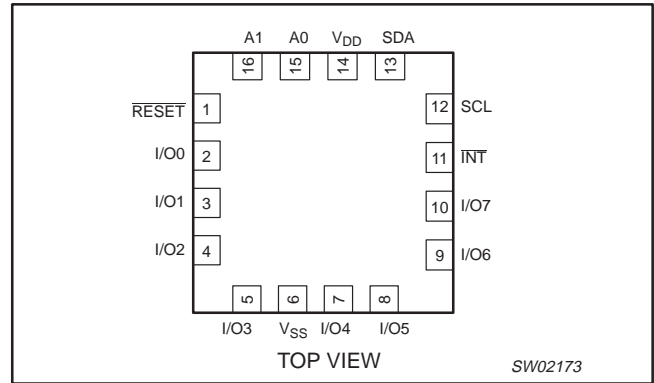 A1 A0 VDD SDA
16 15 14 13
RESET 1 12 SCL
I/O0 2 11 INT
I/O1 3 10 I/O7
I/O2 4 9 I/O6
5 6 7 8
I/O3 VSS I/O4 I/O5
TOP VIEW
SW02173